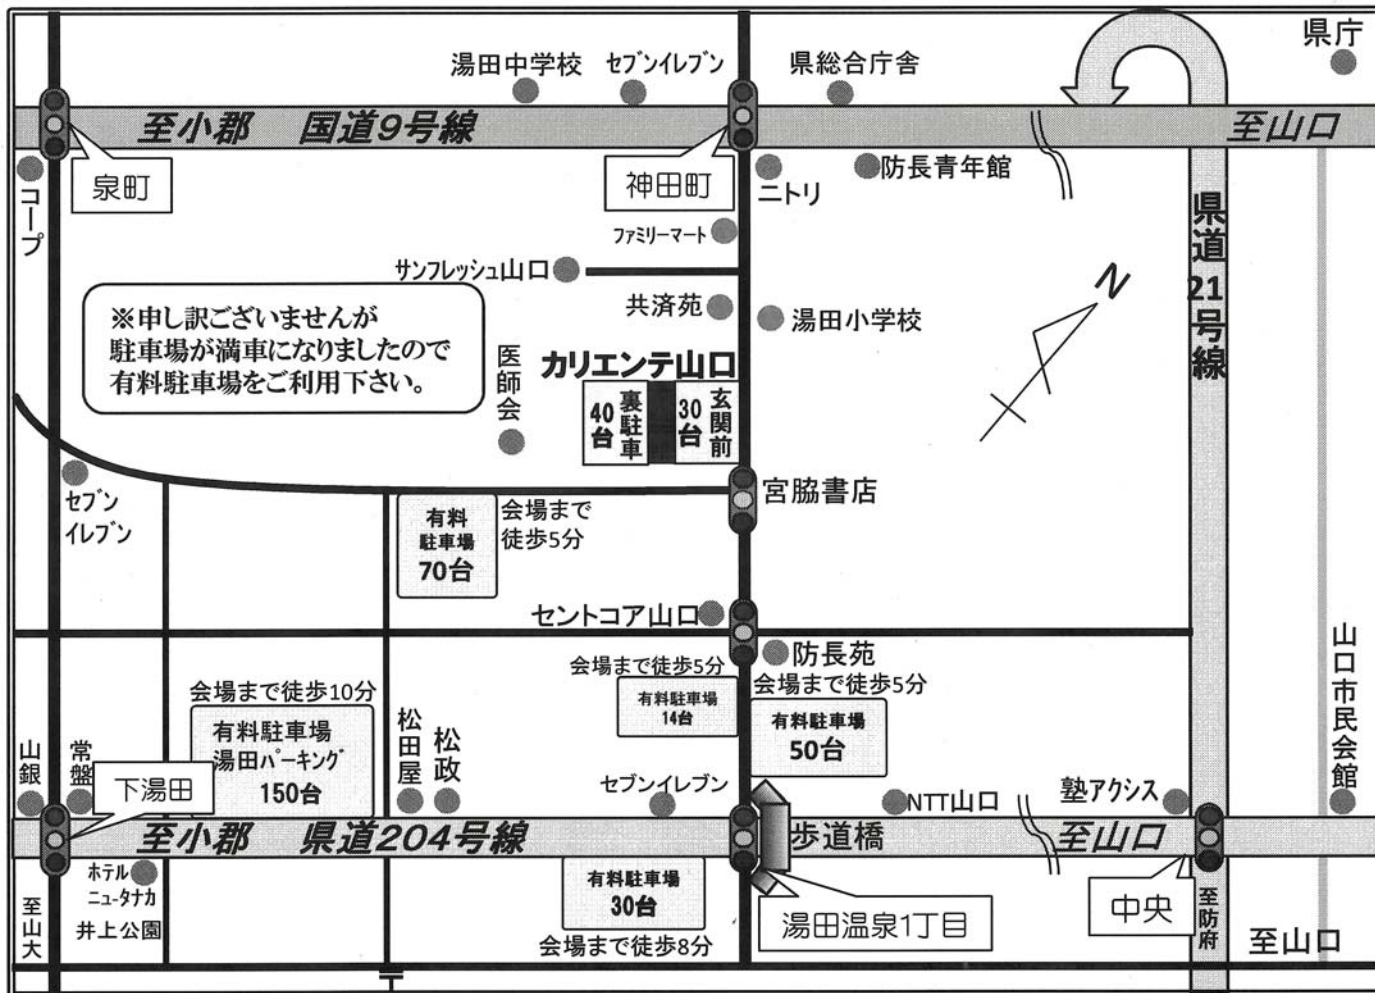 県庁
湯田中学校
セブンイレブン
県総合庁舎
至小郡 国道9号線
至山口
コープ
泉町
神田町
ニトリ
防長青年館
ファミリーマート
県道21号線
サンフレッシュ山口
共済苑
湯田小学校
N
※申し訳ございませんが
駐車場が満車になりましたので
有料駐車場をご利用下さい。
医師会
カリエンテ山口
裏駐車
40台
玄関前
30台
セブン
イレブン
有料
駐車場
70台
会場まで
徒歩5分
宮脇書店
セントコア山口
防長苑
会場まで徒歩5分
有料駐車場
14台
会場まで徒歩5分
有料駐車場
50台
会場まで徒歩10分
有料駐車場
湯田パーキング
150台
松田屋
松政
山銀
常盤
下湯田
セブンイレブン
NTT山口
塾アクシス
山口市民会館
至小郡 県道204号線
歩道橋
至山口
ホテル
ニュータナカ
井上公園
至山大
有料駐車場
30台
会場まで徒歩8分
湯田温泉1丁目
中央
至防府
至山口